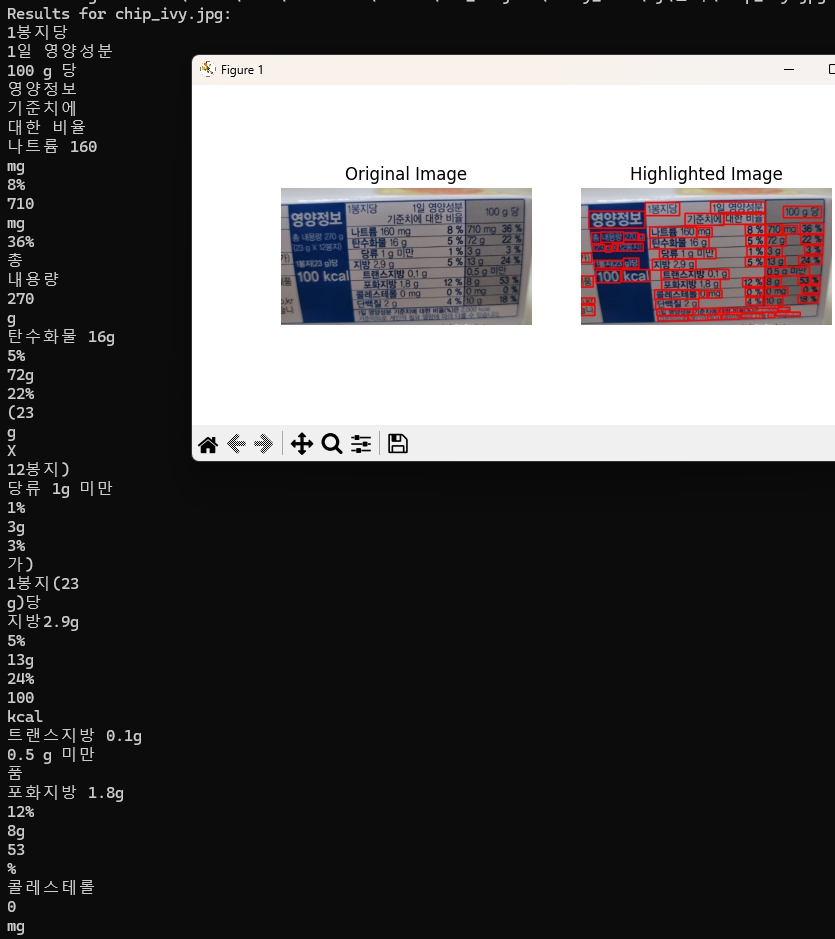 Results for chip_ivy.jpg:
1봉지당
1일 영양성분
100 g 당
영양정보
기준치에
대한 비율
나트륨 160
mg
8%
710
mg
36%
총
내용량
270
g
탄수화물 16g
5%
72g
22%
(23
g
X
12봉지)
당류 1g 미만
1%
3g
3%
가)
1봉지(23
g)당
지방2.9g
5%
13g
24%
100
kcal
트랜스지방 0.1g
0.5 g 미만
품
포화지방 1.8g
12%
8g
53
%
콜레스테롤
0
mg
Figure 1
Original Image
영양정보
총 내용량 270 g
(23 g X 12봉지)
1봉지(23 g)당
100 kcal
1봉지당 1일 영양성분 100 g 당
기준치에 대한 비율
나트륨 160 mg 8 % 710 mg 36 %
탄수화물 16 g 5 % 72 g 22 %
당류 1 g 미만 1 % 3 g 3 %
지방 2.9 g 5 % 13 g 24 %
트랜스지방 0.1 g 0.5 g 미만
포화지방 1.8 g 12 % 8 g 53 %
콜레스테롤 0 mg 0 % 0 mg 0 %
단백질 2 g 4 % 10 g 18 %
Highlighted Image
영양정보
1봉지당 1일 영양성분 100 g 당
기준치에 대한 비율
100 kcal
나트륨 160 mg 8 % 710 mg 36 %
탄수화물 16 g 5 % 72 g 22 %
당류 1 g 미만 1 % 3 g 3 %
지방 2.9 g 5 % 13 g 24 %
트랜스지방 0.1 g 0.5 g 미만
포화지방 1.8 g 12 % 8 g 53 %
콜레스테롤 0 mg 0 % 0 mg 0 %
단백질 2 g 4 % 10 g 18 %